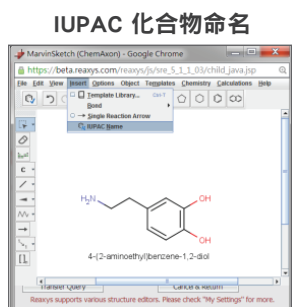 IUPAC 化合物命名
MarvinSketch (ChemAxon) - Google Chrome
https://beta.reaxys.com/reaxys/js/sre_5_1_1_03/child_java.jsp
File Edit View Insert Options Object Templates Chemistry Calculations Help
Template Library... Ctrl-T
Bond
Single Reaction Arrow
IUPAC Name
C
H₂N
OH
OH
4-(2-aminoethyl)benzene-1,2-diol
Transfer Query Cancel & Return
Reaxys supports various structure editors. Please check "My Settings" for more.